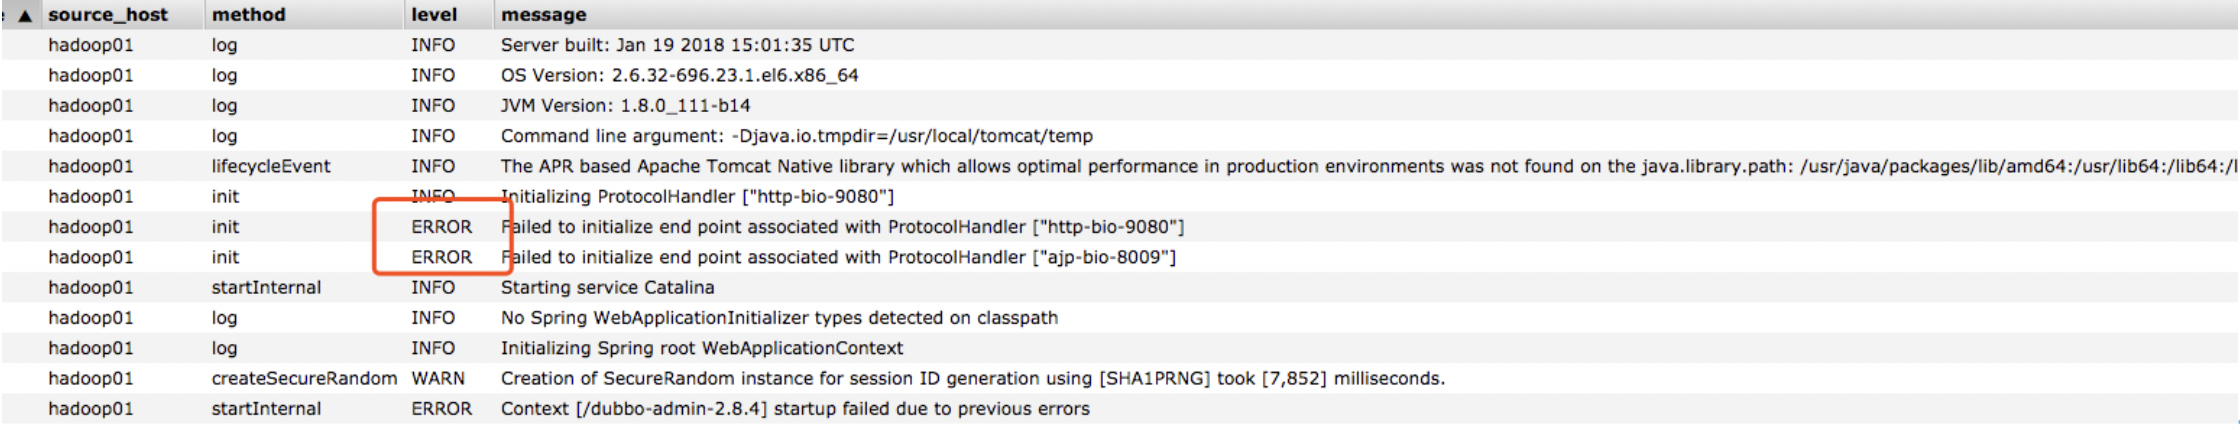 ▲ source_host method level message
hadoop01 log INFO Server built: Jan 19 2018 15:01:35 UTC
hadoop01 log INFO OS Version: 2.6.32-696.23.1.el6.x86_64
hadoop01 log INFO JVM Version: 1.8.0_111-b14
hadoop01 log INFO Command line argument: -Djava.io.tmpdir=/usr/local/tomcat/temp
hadoop01 lifecycleEvent INFO The APR based Apache Tomcat Native library which allows optimal performance in production environments was not found on the java.library.path: /usr/java/packages/lib/amd64:/usr/lib64:/lib64:/l
hadoop01 init INFO Initializing ProtocolHandler ["http-bio-9080"]
hadoop01 init ERROR Failed to initialize end point associated with ProtocolHandler ["http-bio-9080"]
hadoop01 init ERROR Failed to initialize end point associated with ProtocolHandler ["ajp-bio-8009"]
hadoop01 startInternal INFO Starting service Catalina
hadoop01 log INFO No Spring WebApplicationInitializer types detected on classpath
hadoop01 log INFO Initializing Spring root WebApplicationContext
hadoop01 createSecureRandom WARN Creation of SecureRandom instance for session ID generation using [SHA1PRNG] took [7,852] milliseconds.
hadoop01 startInternal ERROR Context [/dubbo-admin-2.8.4] startup failed due to previous errors